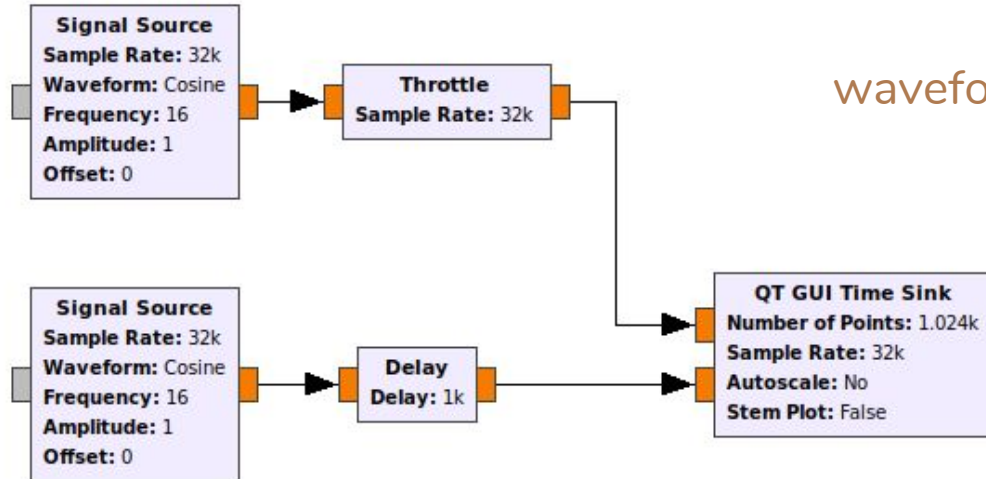 Signal Source
Sample Rate: 32k
Waveform: Cosine
Frequency: 16
Amplitude: 1
Offset: 0
Throttle
Sample Rate: 32k
wavefo
Signal Source
Sample Rate: 32k
Waveform: Cosine
Frequency: 16
Amplitude: 1
Offset: 0
Delay
Delay: 1k
QT GUI Time Sink
Number of Points: 1.024k
Sample Rate: 32k
Autoscale: No
Stem Plot: False